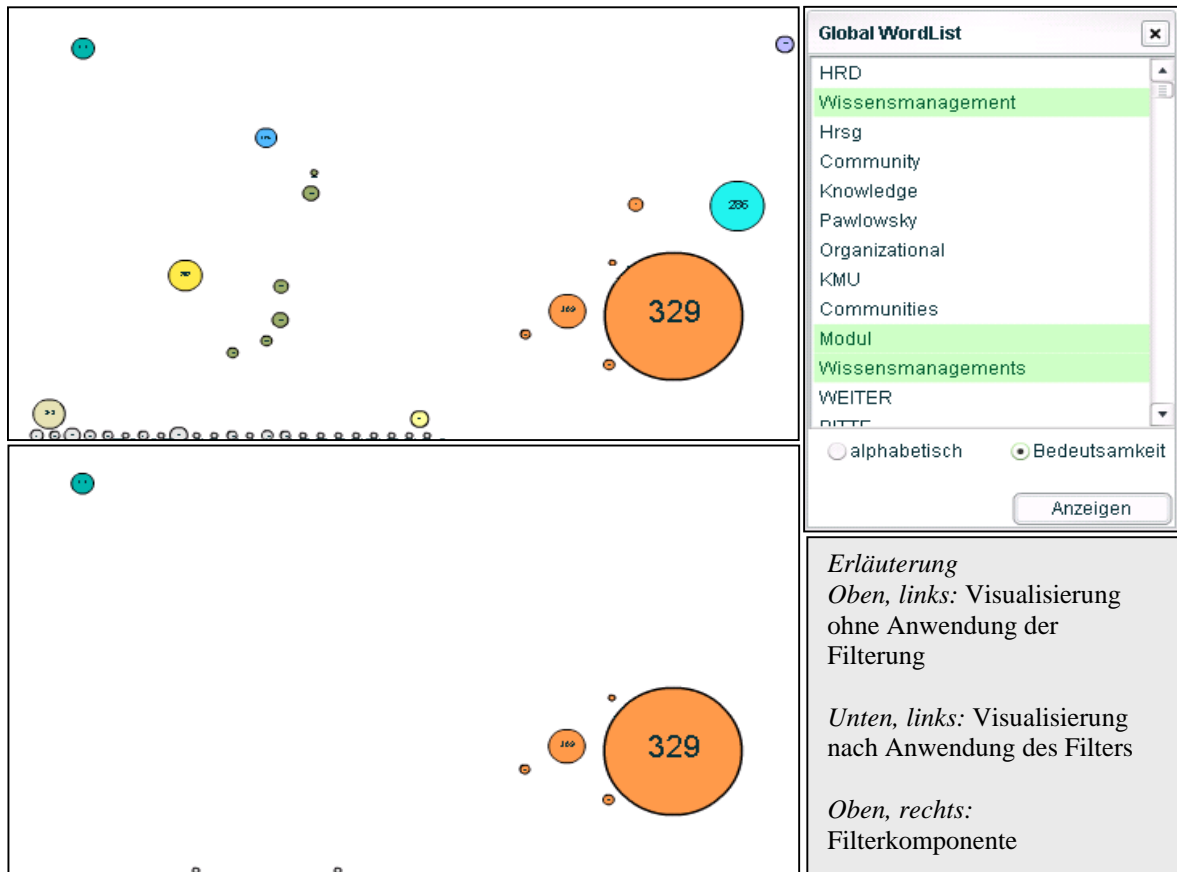 286
329
169
Global WordList
HRD
Wissensmanagement
Hrsg
Community
Knowledge
Pawlowsky
Organizational
KMU
Communities
Modul
Wissensmanagements
WEITER
alphabetisch
Bedeutsamkeit
Anzeigen
329
169
Erläuterung
Oben, links: Visualisierung
ohne Anwendung der
Filterung
Unten, links: Visualisierung
nach Anwendung des Filters
Oben, rechts:
Filterkomponente